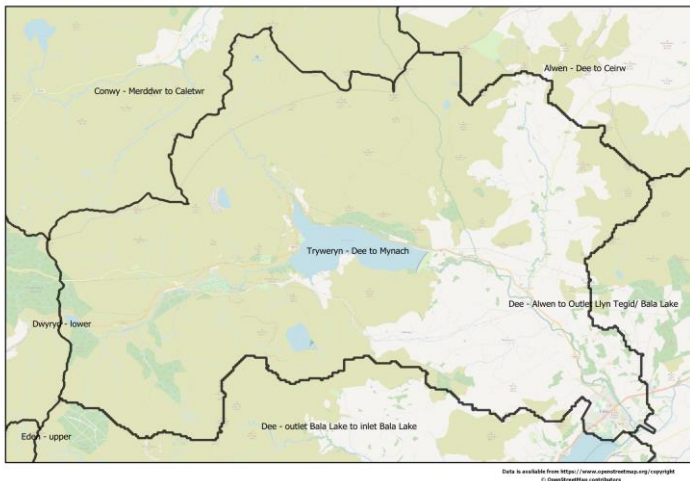 Alwen - Dee to Ceirw
Conwy - Merddwr to Caletwr
Tryweryn - Dee to Mynach
Dee - Alwen to Outlet Llyn Tegid/ Bala Lake
Dwyryd - lower
Dee - outlet Bala Lake to inlet Bala Lake
Eden - upper
Data is available from https://www.openstreetmap.org/copyright
© OpenStreetMap contributors